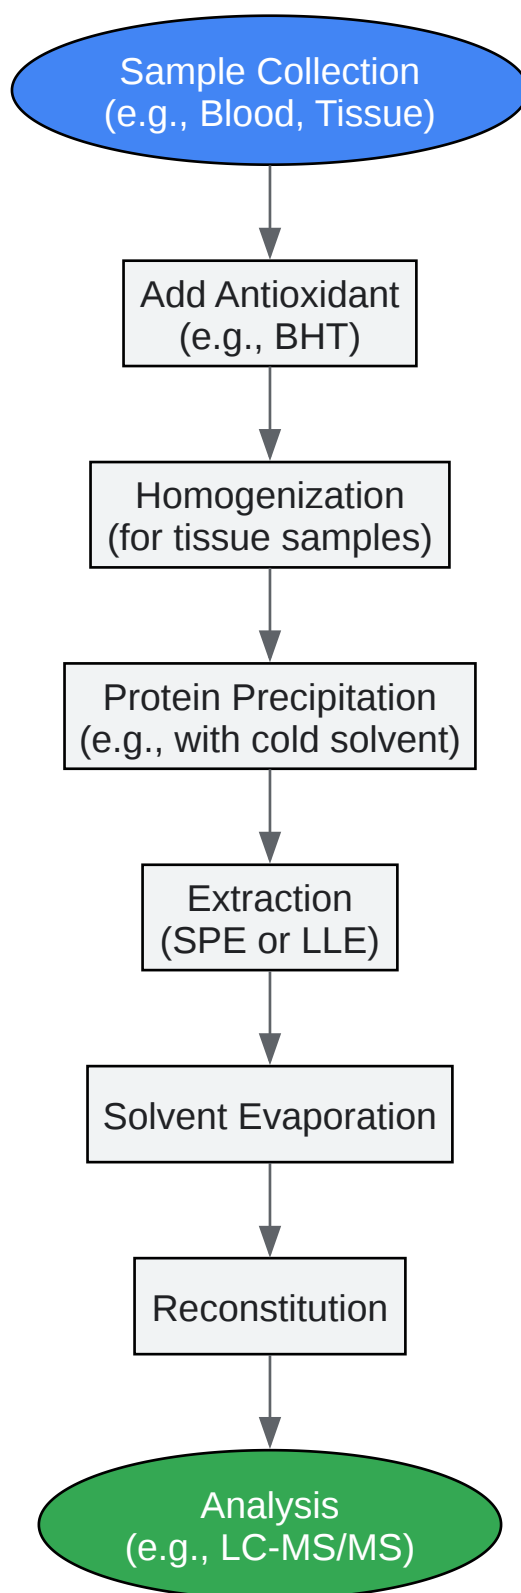 Sample Collection
(e.g., Blood, Tissue)
Add Antioxidant
(e.g., BHT)
Homogenization
(for tissue samples)
Protein Precipitation
(e.g., with cold solvent)
Extraction
(SPE or LLE)
Solvent Evaporation
Reconstitution
Analysis
(e.g., LC-MS/MS)